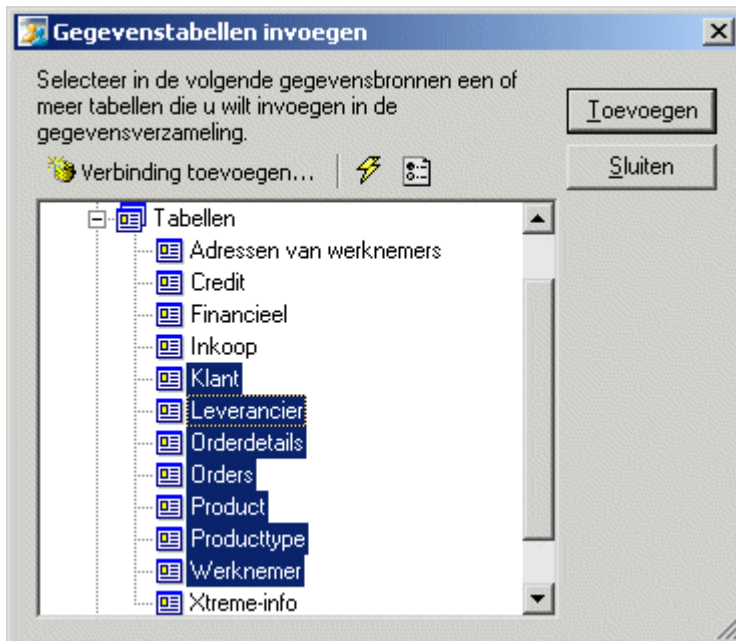 Gegevenstabellen invoegen
Selecteer in de volgende gegevensbronnen een of
meer tabellen die u wilt invoegen in de
gegevensverzameling.
Toevoegen
Sluiten
Verbinding toevoegen...
Tabellen
Adressen van werknemers
Credit
Financieel
Inkoop
Klant
Leverancier
Orderdetails
Orders
Product
Producttype
Werknemer
Xtreme-info